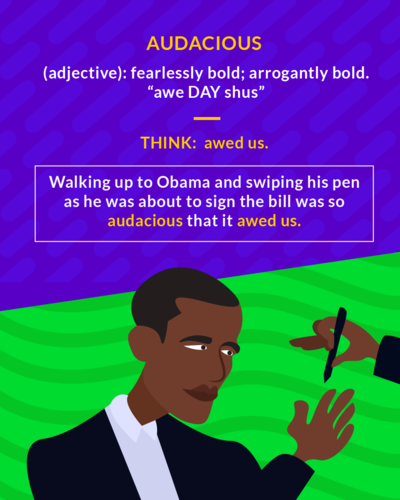 AUDACIOUS
(adjective): fearlessly bold; arrogantly bold.
“awe DAY shus”
THINK: awed us.
Walking up to Obama and swiping his pen
as he was about to sign the bill was so
audacious that it awed us.